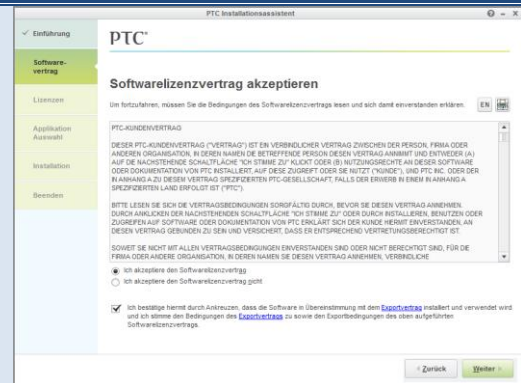 PTC Installationsassistent
Einführung
Software-
vertrag
Lizenzen
Applikation
Auswahl
Installation
Beenden
PTC®
Softwarelizenzvertrag akzeptieren
Um fortzufahren, müssen Sie die Bedingungen des Softwarelizenzvertrags lesen und sich damit einverstanden erklären.
EN
PTC-KUNDENVERTRAG
DIESER PTC-KUNDENVERTRAG ("VERTRAG") IST EIN VERBINDLICHER VERTRAG ZWISCHEN DER PERSON, FIRMA ODER
ANDEREN ORGANISATION, IN DEREN NAMEN DIE BETREFFENDE PERSON DIESEN VERTRAG ANNIMMT UND ENTWEDER (A)
AUF DIE NACHSTEHENDE SCHALTFLÄCHE "ICH STIMME ZU" KLICKT ODER (B) NUTZUNGSRECHTE AN DIESER SOFTWARE
ODER DOKUMENTATION VON PTC INSTALLIERT, AUF DIESE ZUGREIFT ODER SIE NUTZT ("KUNDE"), UND PTC INC. ODER DER
IN ANHANG A ZU DIESEM VERTRAG SPEZIFIZIERTEN PTC-GESELLSCHAFT, FALLS DER ERWERB IN EINEM IN ANHANG A
SPEZIFIZIERTEN LAND ERFOLGT IST ("PTC").
BITTE LESEN SIE SICH DIE VERTRAGSBEDINGUNGEN SORGFÄLTIG DURCH, BEVOR SIE DIESEN VERTRAG ANNEHMEN.
DURCH ANKLICKEN DER NACHSTEHENDEN SCHALTFLÄCHE "ICH STIMME ZU" ODER DURCH INSTALLIEREN, BENUTZEN ODER
ZUGREIFEN AUF SOFTWARE ODER DOKUMENTATION VON PTC ERKLÄRT SICH DER KUNDE HIERMIT EINVERSTANDEN, AN
DIESEN VERTRAG GEBUNDEN ZU SEIN UND VERSICHERT, DASS ER ENTSPRECHEND VERTRETUNGSBERECHTIGT IST.
SOWEIT SIE NICHT MIT ALLEN VERTRAGSBEDINGUNGEN EINVERSTANDEN SIND ODER NICHT BERECHTIGT SIND, FÜR DIE
FIRMA ODER ANDERE ORGANISATION, IN DEREN NAMEN SIE DIESEN VERTRAG ANNEHMEN, VERBINDLICHE
Ich akzeptiere den Softwarelizenzvertrag
Ich akzeptiere den Softwarelizenzvertrag nicht
Ich bestätige hiermit durch Ankreuzen, dass die Software in Übereinstimmung mit dem Exportvertrag installiert und verwendet wird
und ich stimme den Bedingungen des Exportvertrags zu sowie den Exportbedingungen des oben aufgeführten
Softwarelizenzvertrags.
Zurück
Weiter